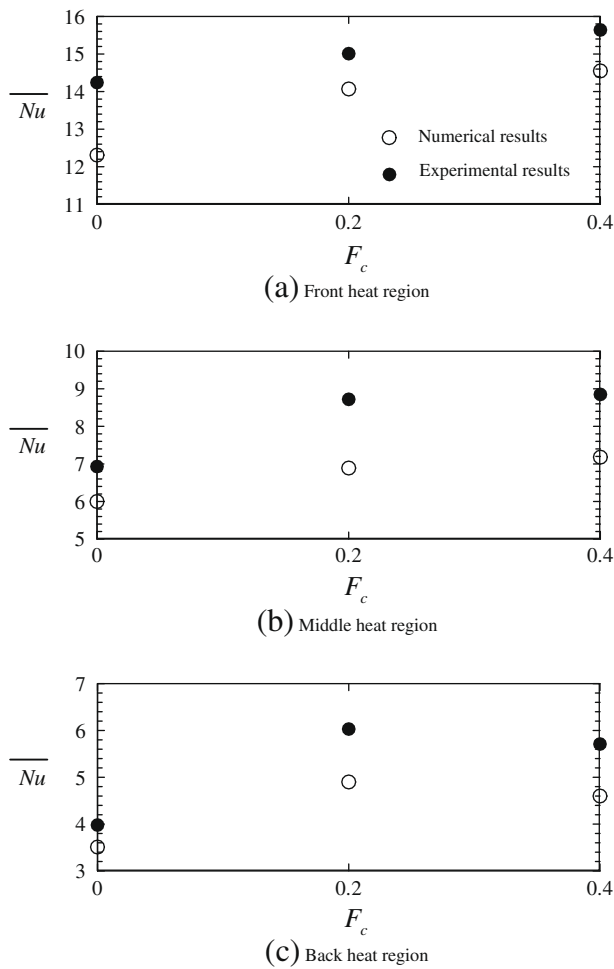 16
15
14
13
12
11
Nu
Numerical results
Experimental results
0 0.2 0.4
F_c
(a) Front heat region
10
9
8
7
6
5
Nu
0 0.2 0.4
F_c
(b) Middle heat region
7
6
5
4
3
Nu
0 0.2 0.4
F_c
(c) Back heat region